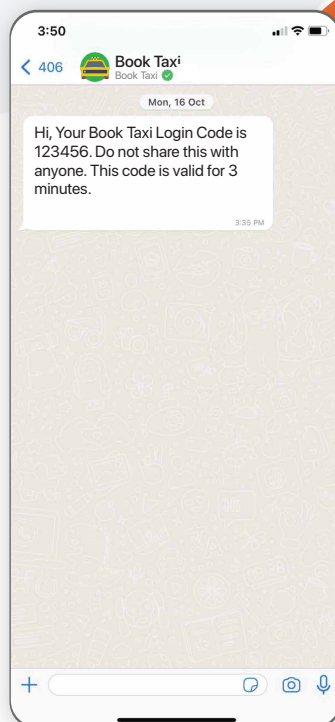 3:50
406
Book Taxi
Book Taxi
Mon, 16 Oct
Hi, Your Book Taxi Login Code is
123456. Do not share this with
anyone. This code is valid for 3
minutes.
3:35 PM